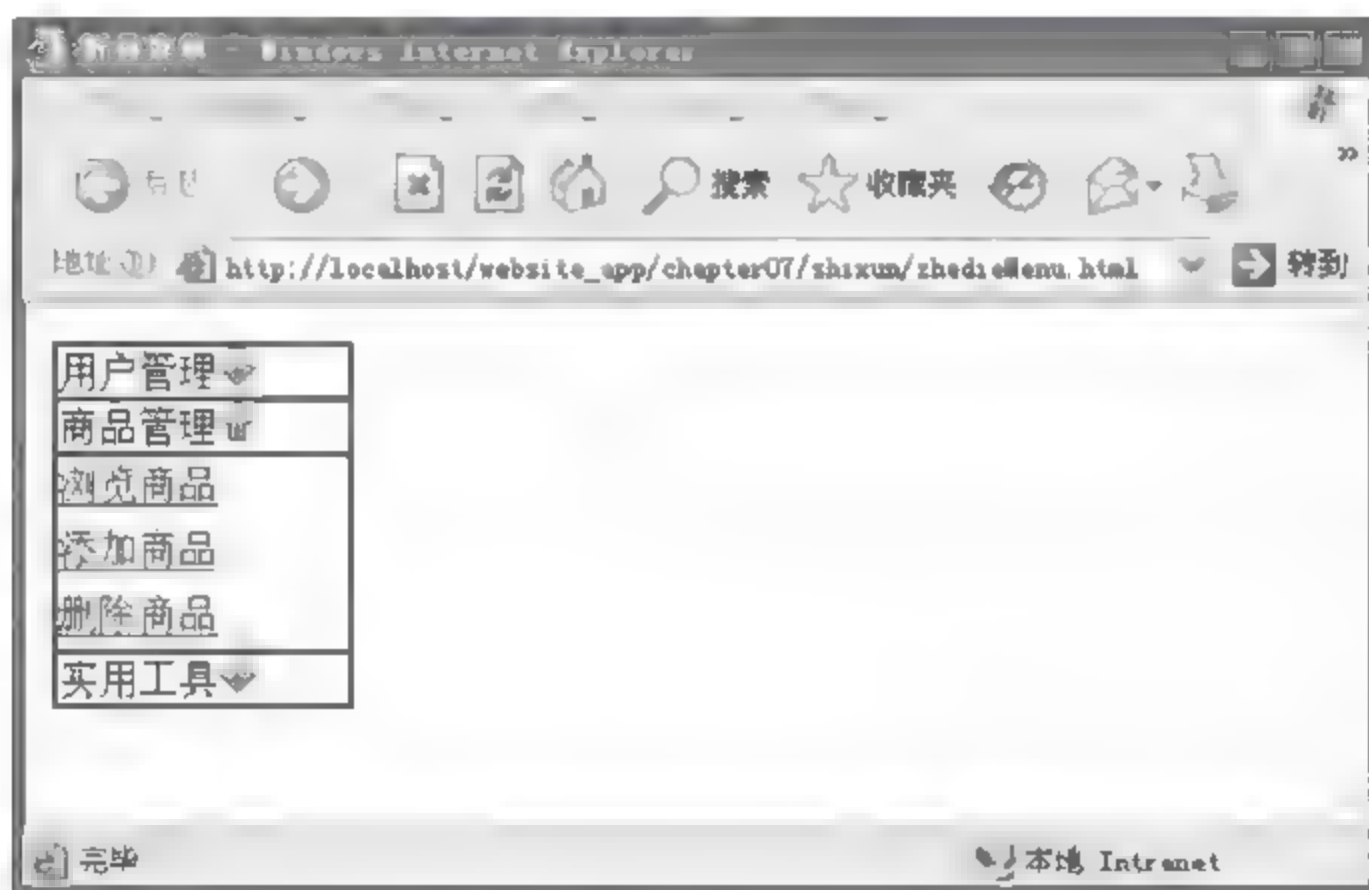 Windows Internet Explorer
搜索 收藏夹
地址(D) http://localhost/website_app/chapter07/shixun/zhedieMenu.html 转到
用户管理
商品管理
浏览商品
添加商品
删除商品
实用工具
完毕 本地 Intranet